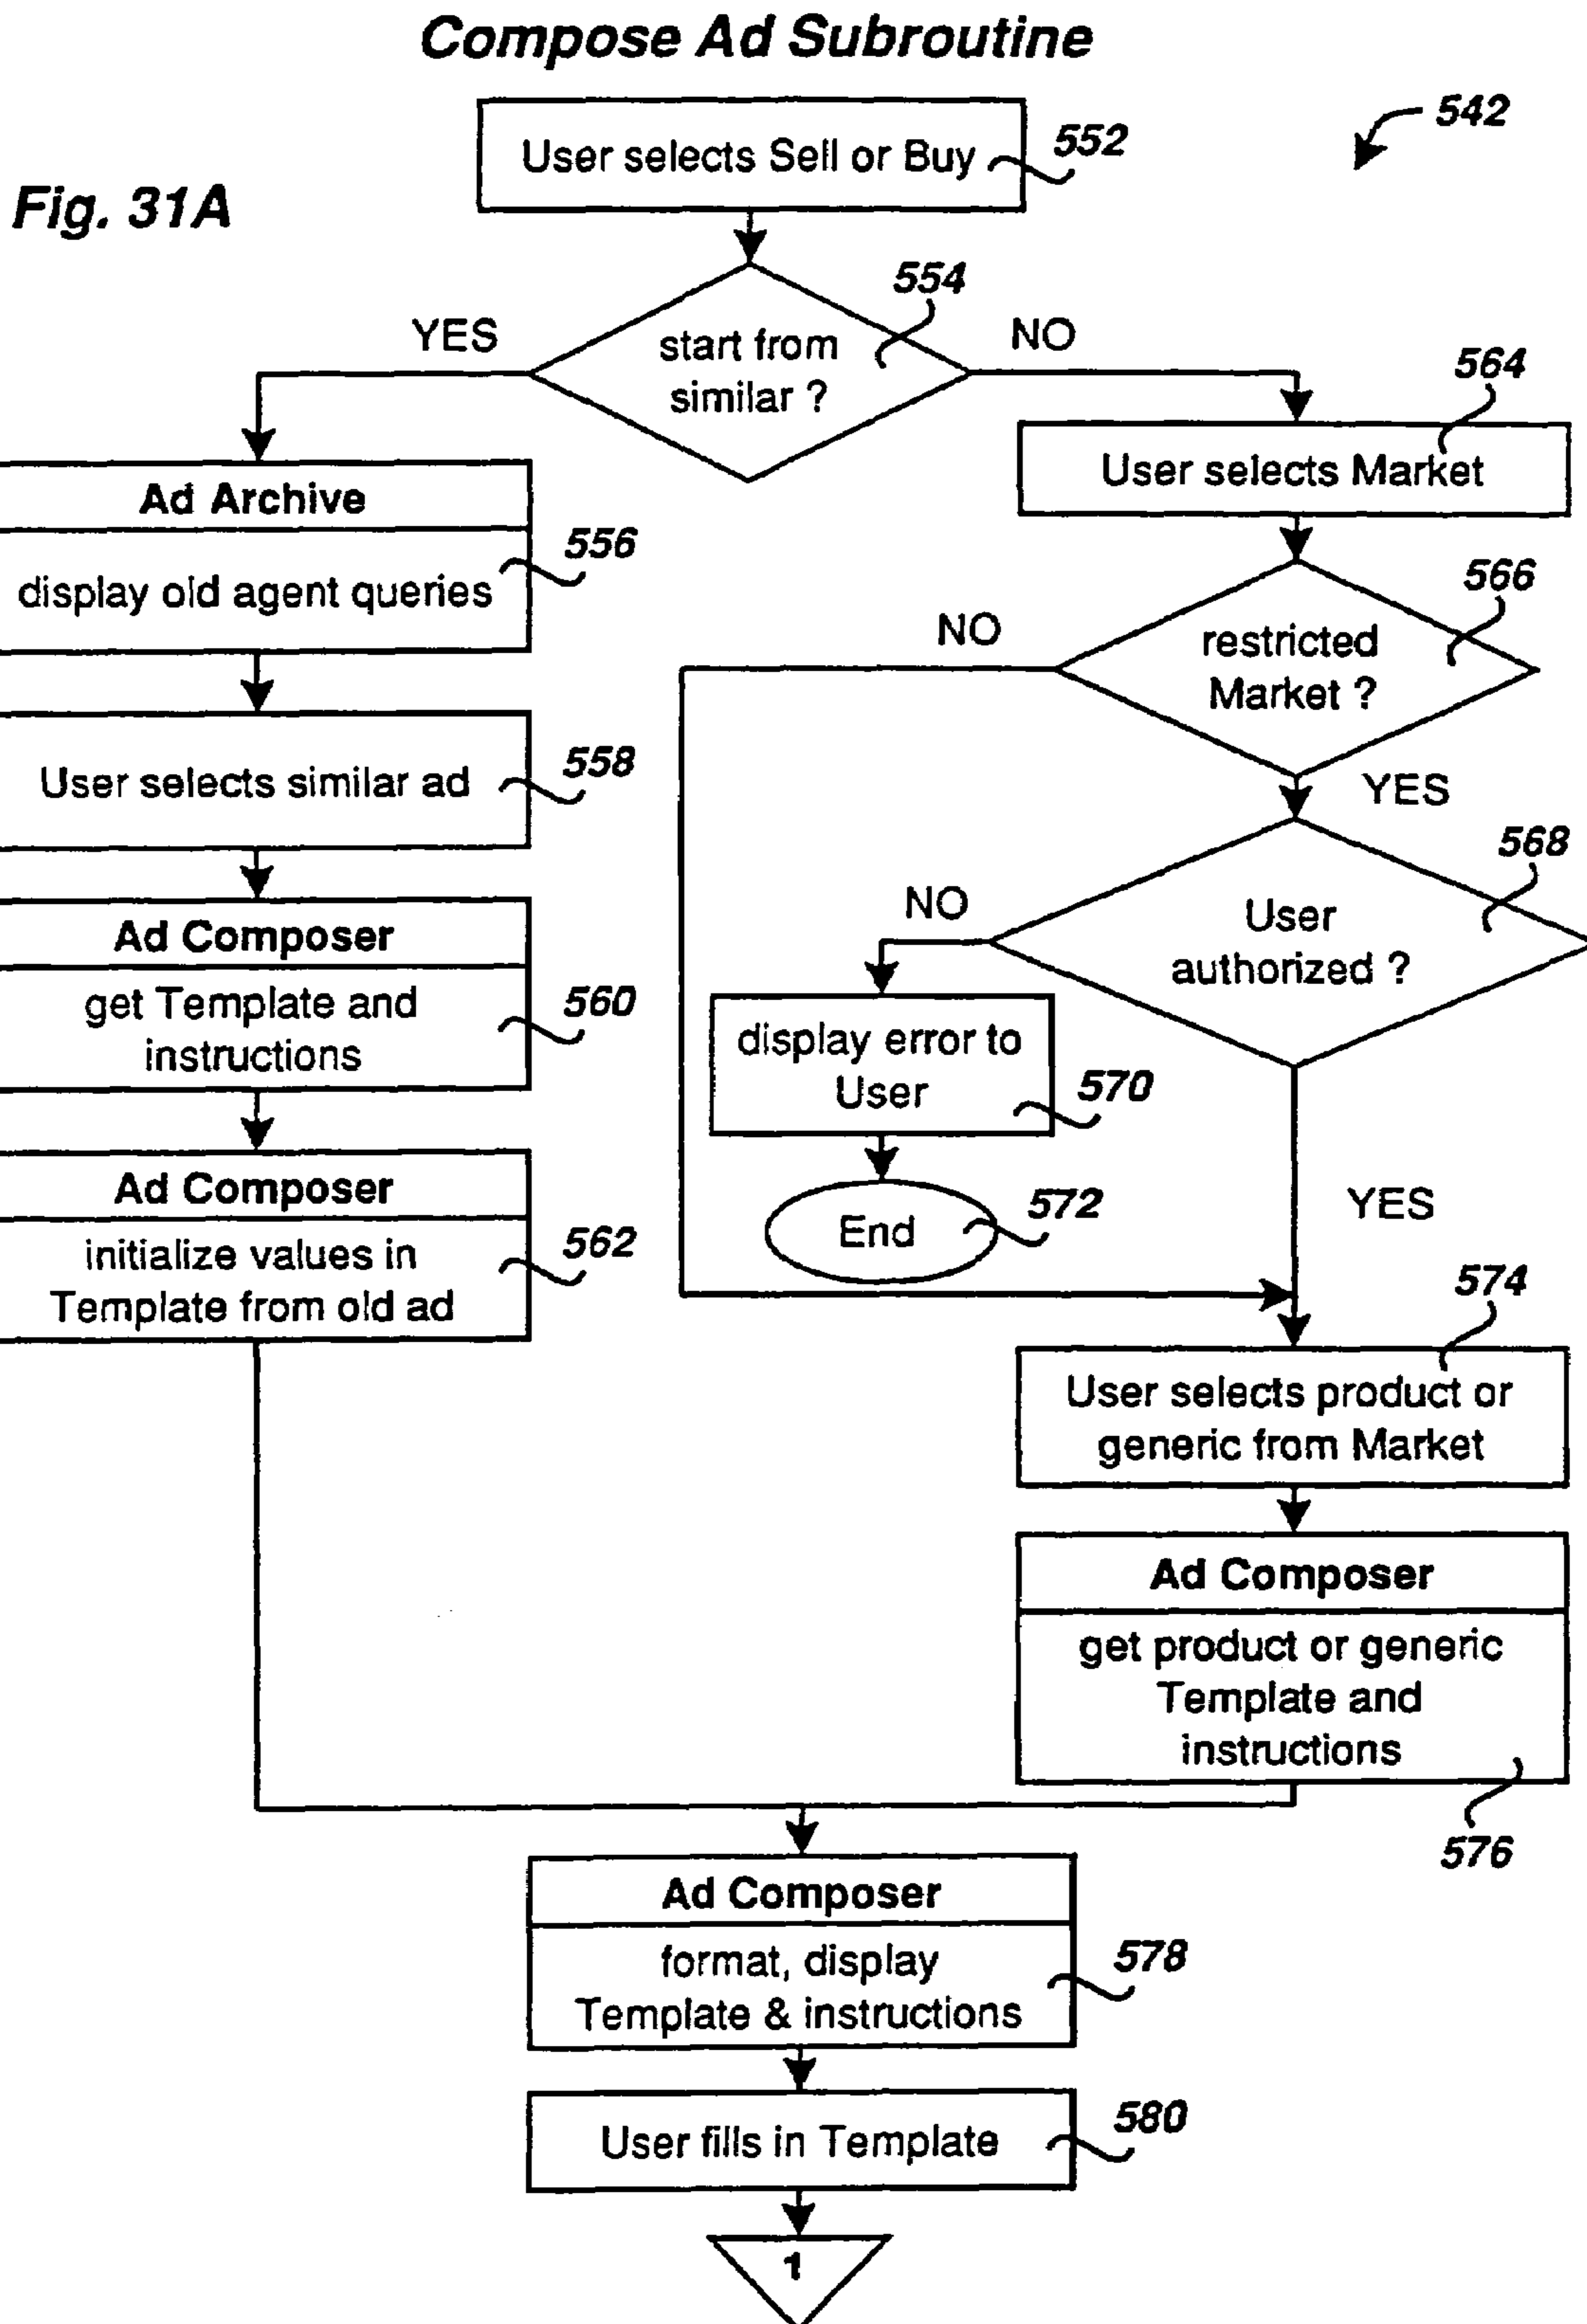 Compose Ad Subroutine
542
User selects Sell or Buy
552
Fig. 31A
554
YES
start from
similar ?
NO
564
User selects Market
Ad Archive
display old agent queries
556
566
NO
restricted
Market ?
YES
User selects similar ad
558
568
NO
User
authorized ?
Ad Composer
get Template and
instructions
560
display error to
User
570
Ad Composer
initialize values in
Template from old ad
562
End
572
YES
574
User selects product or
generic from Market
Ad Composer
get product or generic
Template and
instructions
576
Ad Composer
format, display
Template & instructions
578
User fills in Template
580
1